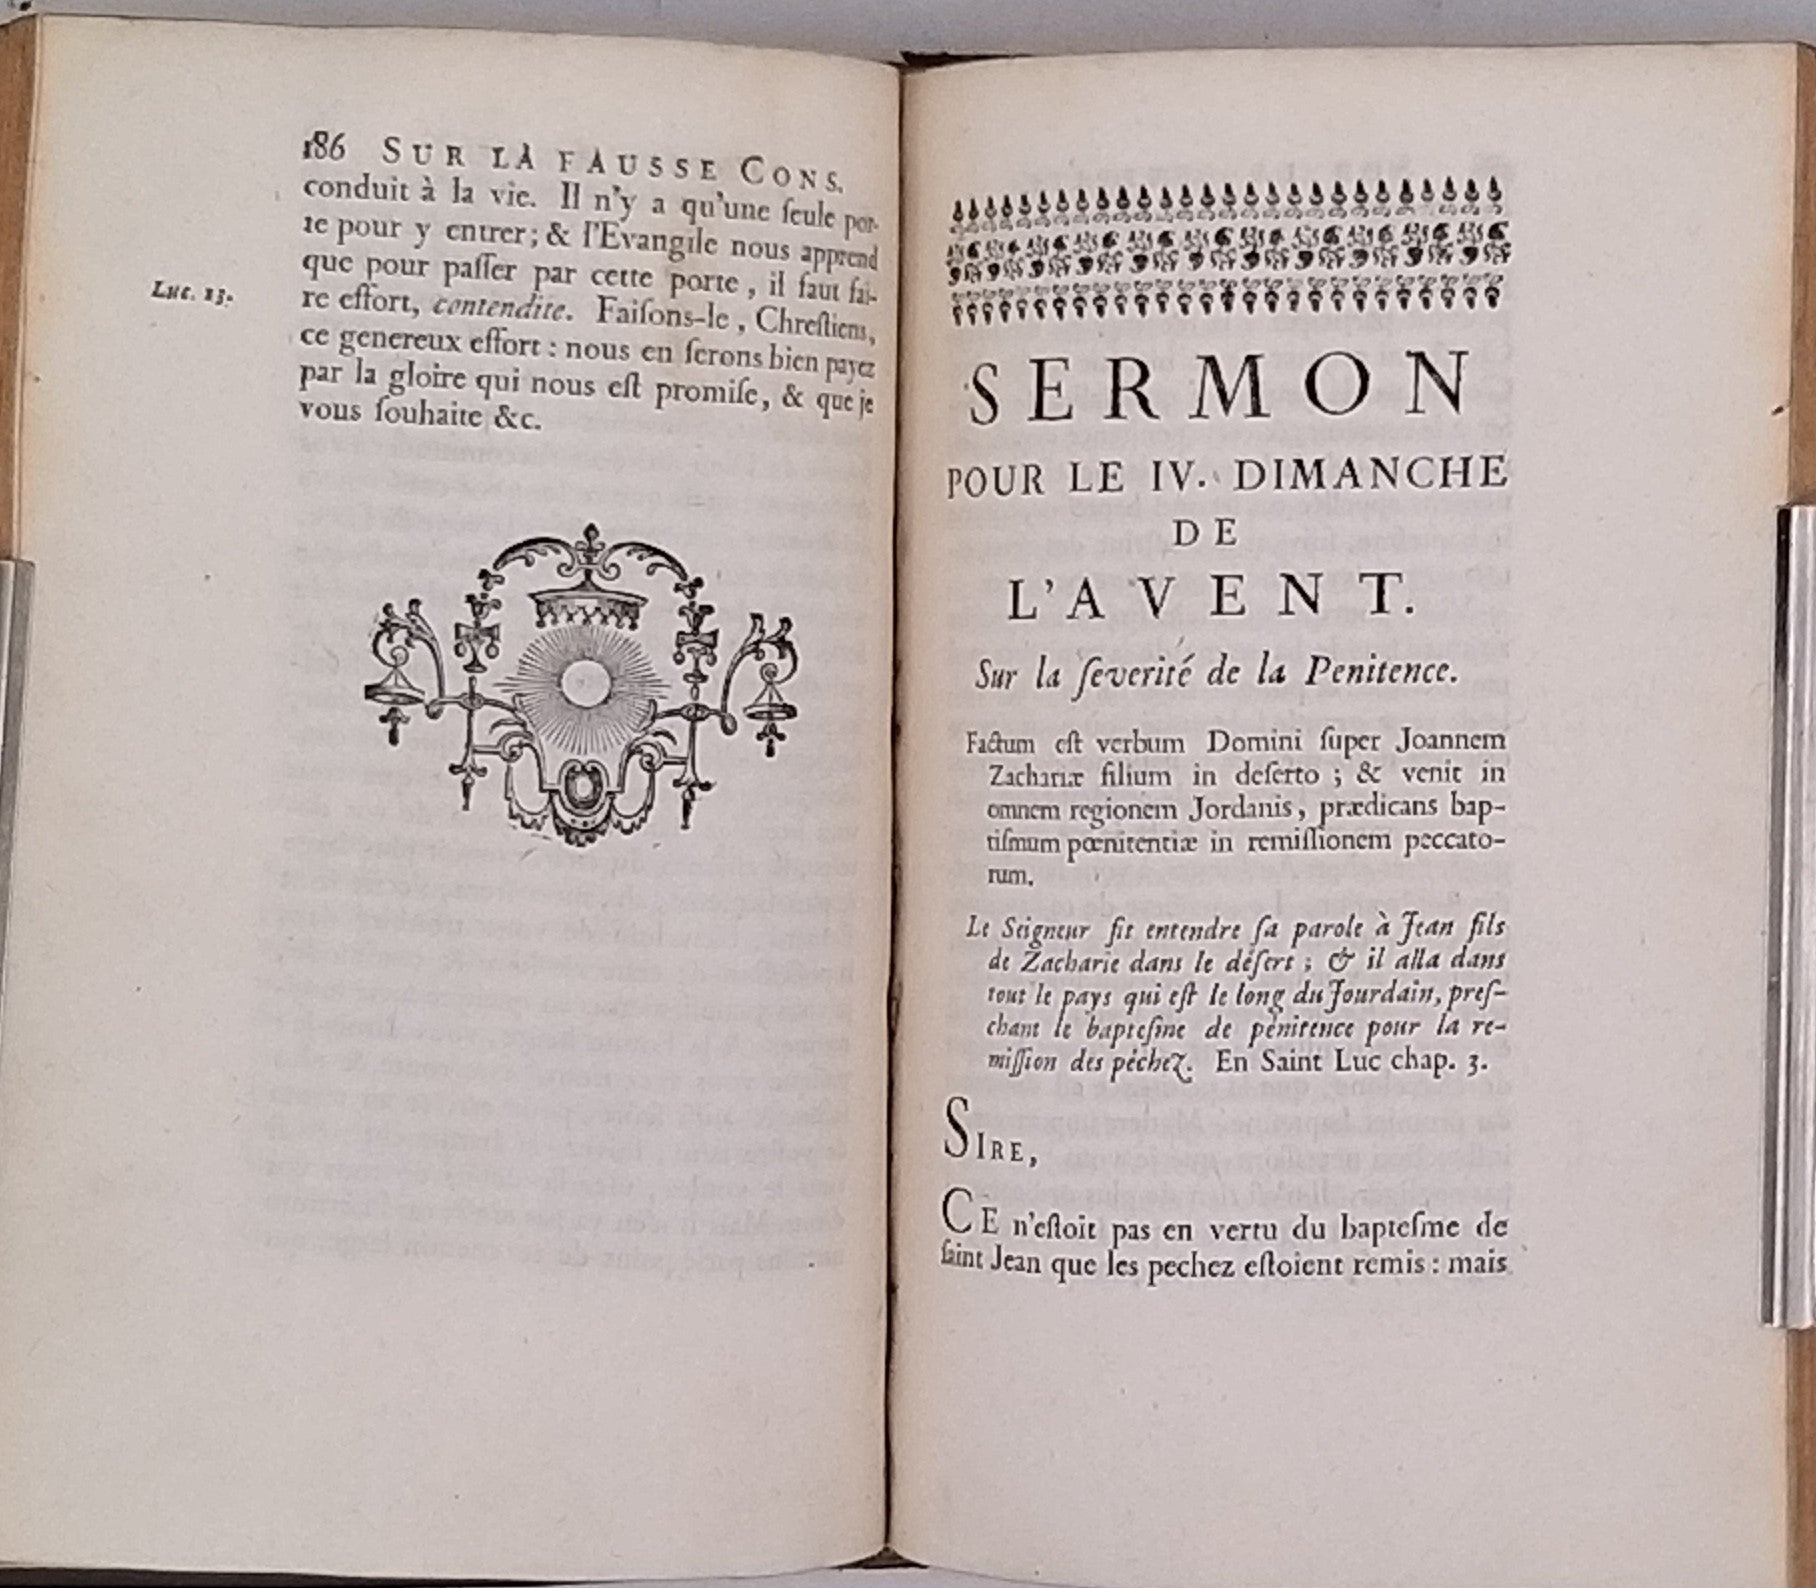 186 SUR LA FAUSSE CONS.
conduit à la vie. Il n'y a qu'une ſeule por-
te pour y entrer; & l'Evangile nous apprend
que pour paſſer par cette porte, il faut fai-
Luc. 13.
re effort, contendite. Faiſons-le, Chreſtiens,
ce genereux effort : nous en ſerons bien payez
par la gloire qui nous eſt promiſe, & que je
vous ſouhaite &c.
SERMON
POUR LE IV. DIMANCHE
DE
L'AVENT.
Sur la ſeverité de la Penitence.
Factum eſt verbum Domini ſuper Joannem
Zachariæ filium in deſerto ; & venit in
omnem regionem Jordanis, prædicans bap-
tiſmum pœnitentiæ in remiſſionem peccato-
rum.
Le Seigneur fit entendre ſa parole à Jean fils
de Zacharie dans le déſert ; & il alla dans
tout le pays qui eſt le long du Jourdain, preſ-
chant le bapteſme de pénitence pour la re-
miſſion des péchez. En Saint Luc chap. 3.
SIRE,
CE n'eſtoit pas en vertu du bapteſme de
ſaint Jean que les pechez eſtoient remis : mais